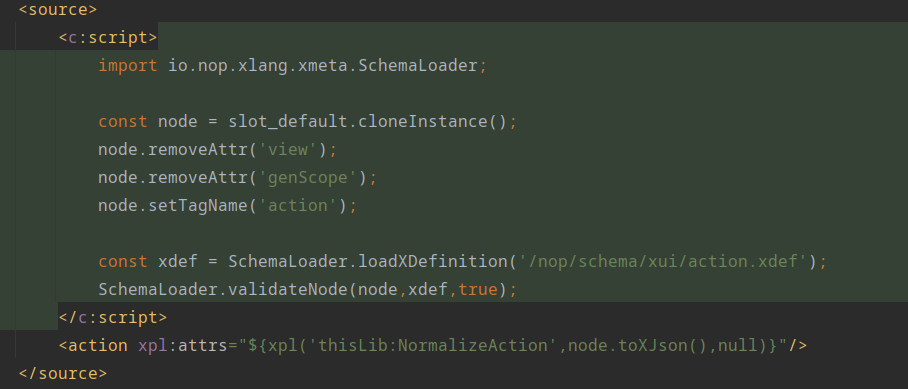 <source>
<c:script>
import io.nop.xlang.xmeta.SchemaLoader;
const node = slot_default.cloneInstance();
node.removeAttr('view');
node.removeAttr('genScope');
node.setTagName('action');
const xdef = SchemaLoader.loadXDefinition('/nop/schema/xui/action.xdef');
SchemaLoader.validateNode(node,xdef,true);
</c:script>
<action xpl:attrs="${xpl('thisLib:NormalizeAction',node.toXJson(),null)}"/>
</source>